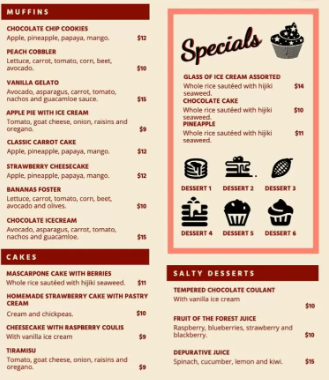 MUFFINS
CHOCOLATE CHIP COOKIES
Apple, pineapple, papaya, mango. $12
PEACH COBBLER
Lettuce, carrot, tomato, corn, beet,
avocado. $10
VANILLA GELATO
Avocado, asparagus, carrot, tomato,
nachos and guacamloe sauce. $15
APPLE PIE WITH ICE CREAM
Tomato, goat cheese, onion, raisins and
oregano. $9
CLASSIC CARROT CAKE
Apple, pineapple, papaya, mango. $12
STRAWBERRY CHEESECAKE
Apple, pineapple, papaya, mango. $12
BANANAS FOSTER
Lettuce, carrot, tomato, corn, beet,
avocado and olives. $10
CHOCOLATE ICECREAM
Avocado, asparagus, carrot, tomato,
nachos and guacamloe. $15
CAKES
MASCARPONE CAKE WITH BERRIES
Whole rice sautéed with hijiki seaweed. $11
HOMEMADE STRAWBERRY CAKE WITH PASTRY
CREAM
Cream and chickpeas. $10
CHEESECAKE WITH RASPBERRY COULIS
With vanilla ice cream $9
TIRAMISU
Tomato, goat cheese, onion, raisins and
oregano. $9
Specials
GLASS OF ICE CREAM ASSORTED
Whole rice sautéed with hijiki $14
seaweed.
CHOCOLATE CAKE
Whole rice sautéed with hijiki $10
seaweed.
PINEAPPLE
Whole rice sautéed with hijiki $11
seaweed.
DESSERT 1 DESSERT 2 DESSERT 3
DESSERT 4 DESSERT 5 DESSERT 6
SALTY DESSERTS
TEMPERED CHOCOLATE COULANT
With vanilla ice cream
$10
FRUIT OF THE FOREST JUICE
Raspberry, blueberries, strawberry and
blackberry. $10
DEPURATIVE JUICE
Spinach, cucumber, lemon and kiwi. $15